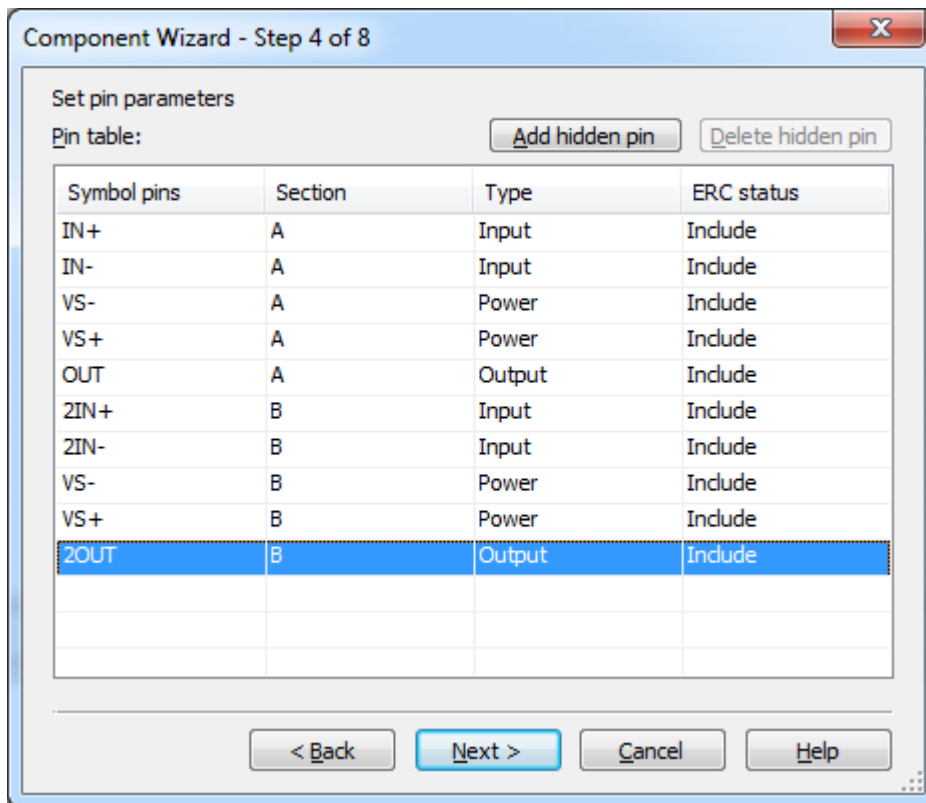 Component Wizard - Step 4 of 8
Set pin parameters
Pin table: Add hidden pin Delete hidden pin
Symbol pins Section Type ERC status
IN+ A Input Include
IN- A Input Include
VS- A Power Include
VS+ A Power Include
OUT A Output Include
2IN+ B Input Include
2IN- B Input Include
VS- B Power Include
VS+ B Power Include
2OUT B Output Include
< Back Next > Cancel Help